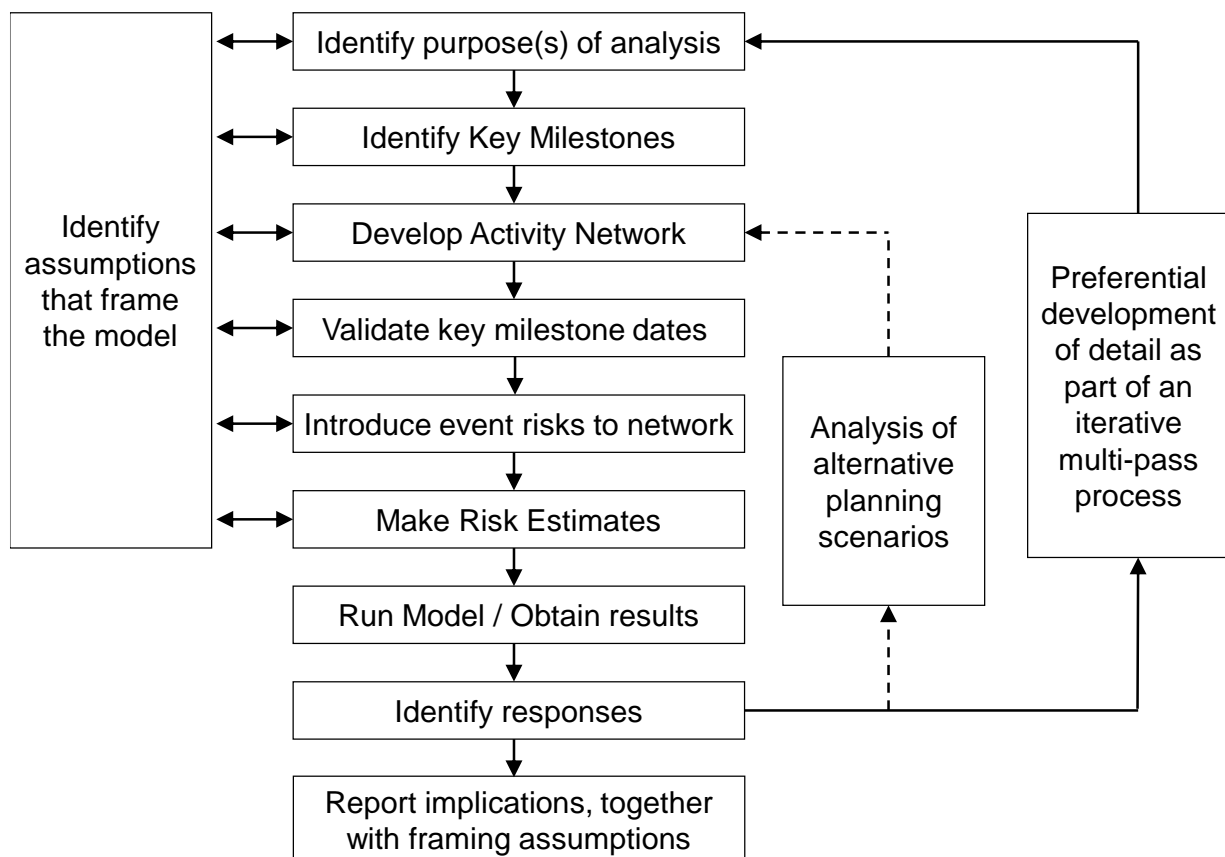 Identify purpose(s) of analysis
Identify Key Milestones
Develop Activity Network
Validate key milestone dates
Introduce event risks to network
Make Risk Estimates
Run Model / Obtain results
Identify responses
Report implications, together
with framing assumptions
Identify
assumptions
that frame
the model
Analysis of
alternative
planning
scenarios
Preferential
development
of detail as
part of an
iterative
multi-pass
process